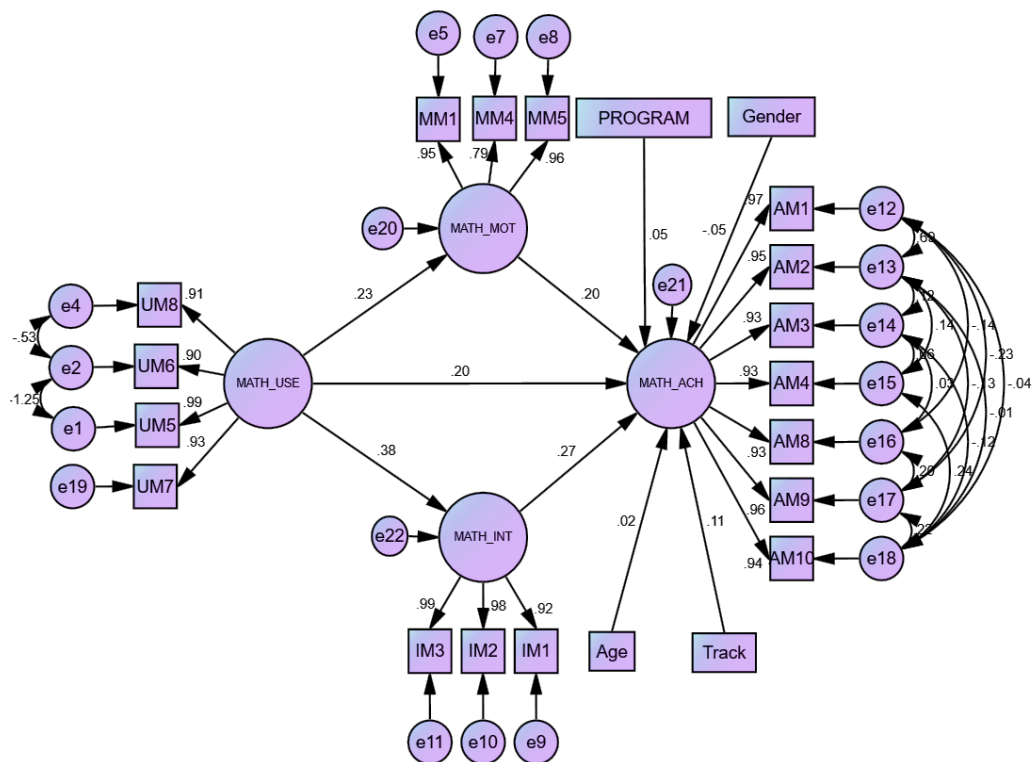 e5
e7
e8
MM1
MM4
MM5
PROGRAM
Gender
.95
.79
.96
e20
MATH_MOT
.97
AM1
e12
.69
.05
-.05
.95
AM2
e13
e21
.12
e4
UM8
.91
.23
.20
.93
AM3
e14
.14
-.14
-.23
-.53
e2
UM6
.90
MATH_USE
.20
MATH_ACH
.93
AM4
e15
.03
-.13
-.04
-1.25
e1
UM5
.99
-.01
.93
.38
.27
.93
AM8
e16
-.12
e19
UM7
.20
.24
.96
AM9
e17
e22
MATH_INT
.02
.11
.22
.94
AM10
e18
.99
.98
.92
IM3
IM2
IM1
Age
Track
e11
e10
e9